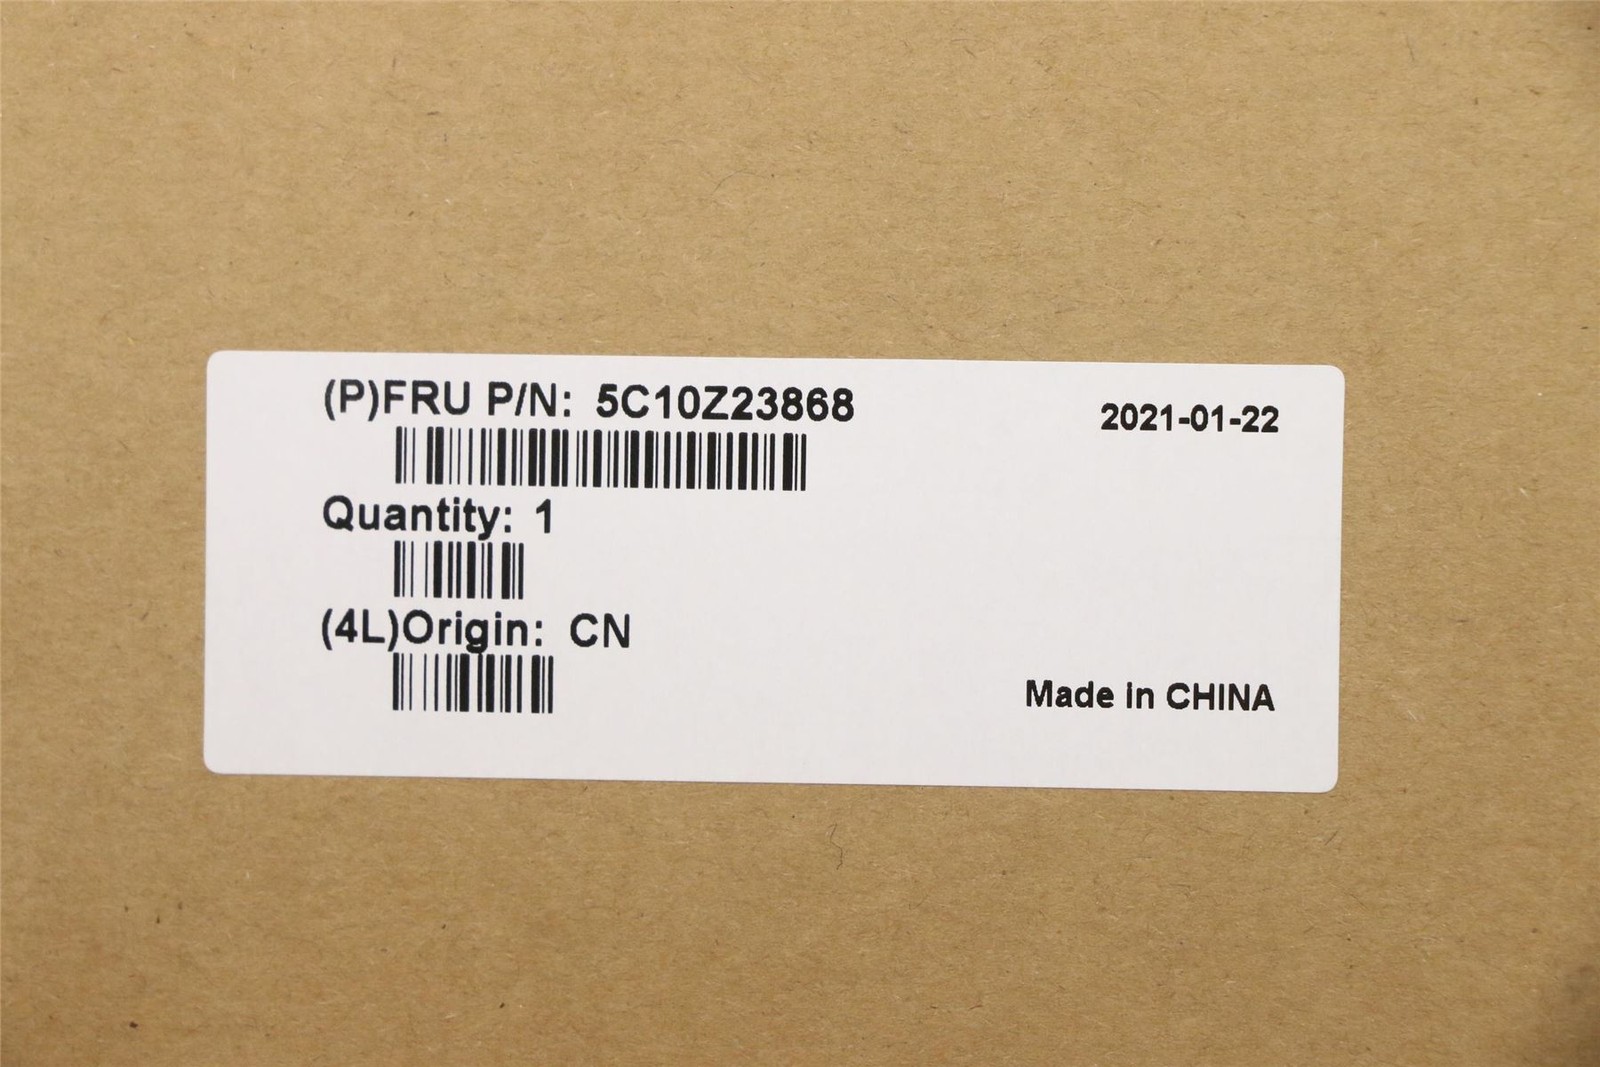 (P)FRU P/N: 5C10Z23868
2021-01-22
Quantity: 1
(4L)Origin: CN
Made in CHINA